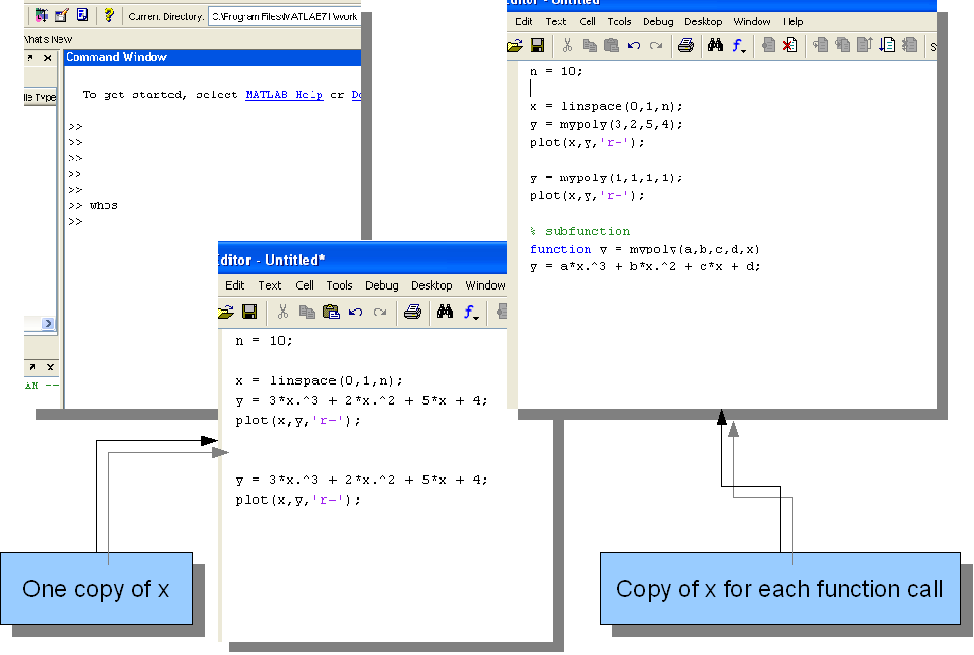 Current Directory: C:\Program Files\MATLAB71\work
What's New
Command Window
File Type
To get started, select MATLAB Help or De
>>
>>
>>
>>
>>
>> whos
>>
AM --
Editor - Untitled*
Edit Text Cell Tools Debug Desktop Window
n = 10;
x = linspace(0,1,n);
y = 3*x.^3 + 2*x.^2 + 5*x + 4;
plot(x,y,'r-');
y = 3*x.^3 + 2*x.^2 + 5*x + 4;
plot(x,y,'r-');
Editor - Untitled
Edit Text Cell Tools Debug Desktop Window Help
n = 10;
x = linspace(0,1,n);
y = mypoly(3,2,5,4);
plot(x,y,'r-');
y = mypoly(1,1,1,1);
plot(x,y,'r-');
% subfunction
function y = mypoly(a,b,c,d,x)
y = a*x.^3 + b*x.^2 + c*x + d;
One copy of x
Copy of x for each function call